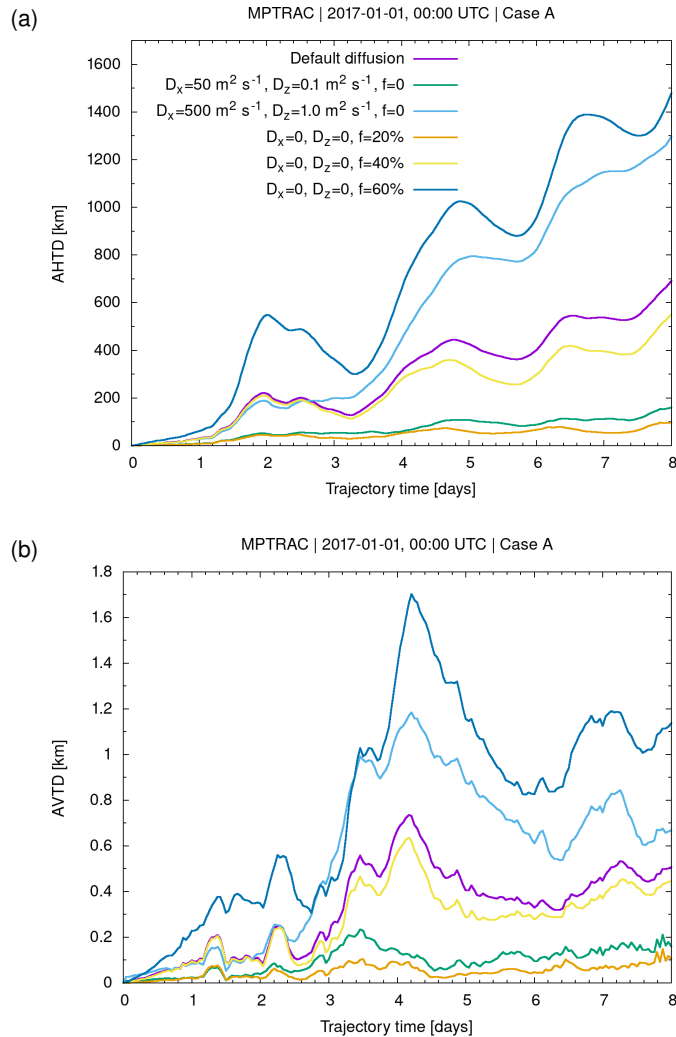 (a)
MPTRAC | 2017-01-01, 00:00 UTC | Case A
Default diffusion
Dx=50 m² s⁻¹, Dz=0.1 m² s⁻¹, f=0
Dx=500 m² s⁻¹, Dz=1.0 m² s⁻¹, f=0
Dx=0, Dz=0, f=20%
Dx=0, Dz=0, f=40%
Dx=0, Dz=0, f=60%
AHTD [km]
1600
1400
1200
1000
800
600
400
200
0
0 1 2 3 4 5 6 7 8
Trajectory time [days]
(b)
MPTRAC | 2017-01-01, 00:00 UTC | Case A
AVTD [km]
1.8
1.6
1.4
1.2
1
0.8
0.6
0.4
0.2
0
0 1 2 3 4 5 6 7 8
Trajectory time [days]